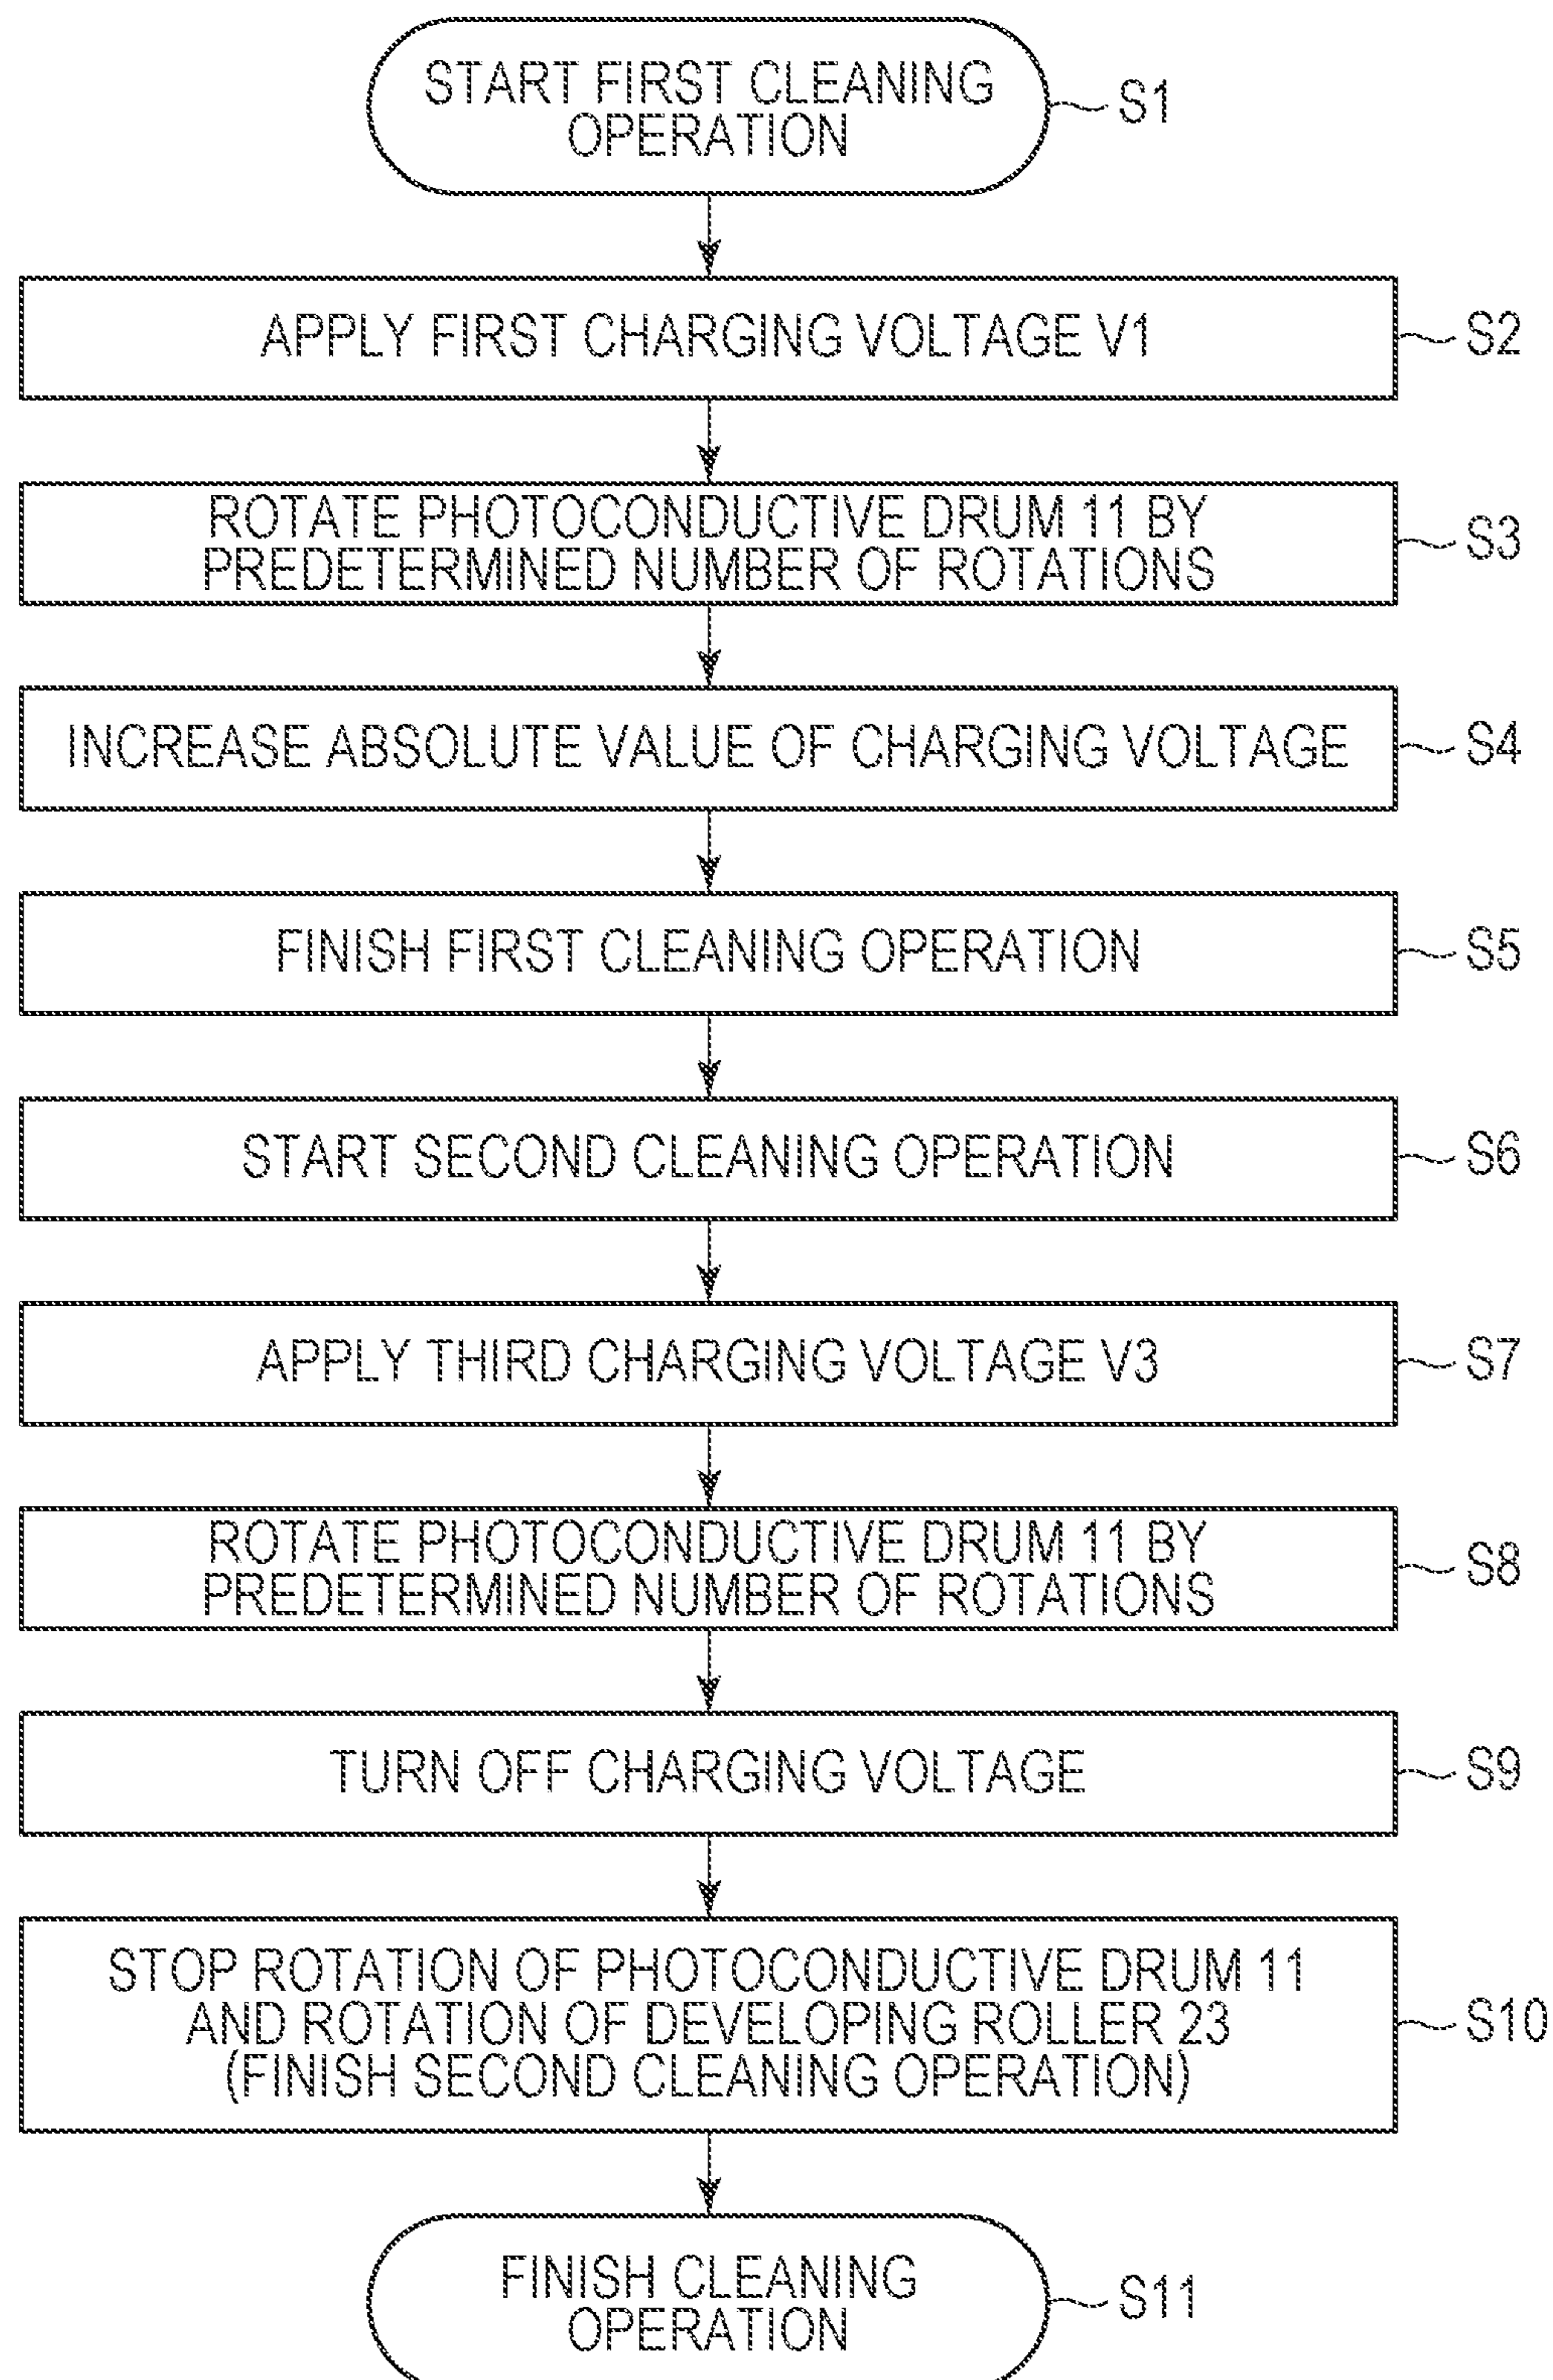 START FIRST CLEANING
OPERATION
S1
APPLY FIRST CHARGING VOLTAGE V1
S2
ROTATE PHOTOCONDUCTIVE DRUM 11 BY
PREDETERMINED NUMBER OF ROTATIONS
S3
INCREASE ABSOLUTE VALUE OF CHARGING VOLTAGE
S4
FINISH FIRST CLEANING OPERATION
S5
START SECOND CLEANING OPERATION
S6
APPLY THIRD CHARGING VOLTAGE V3
S7
ROTATE PHOTOCONDUCTIVE DRUM 11 BY
PREDETERMINED NUMBER OF ROTATIONS
S8
TURN OFF CHARGING VOLTAGE
S9
STOP ROTATION OF PHOTOCONDUCTIVE DRUM 11
AND ROTATION OF DEVELOPING ROLLER 23
(FINISH SECOND CLEANING OPERATION)
S10
FINISH CLEANING
OPERATION
S11